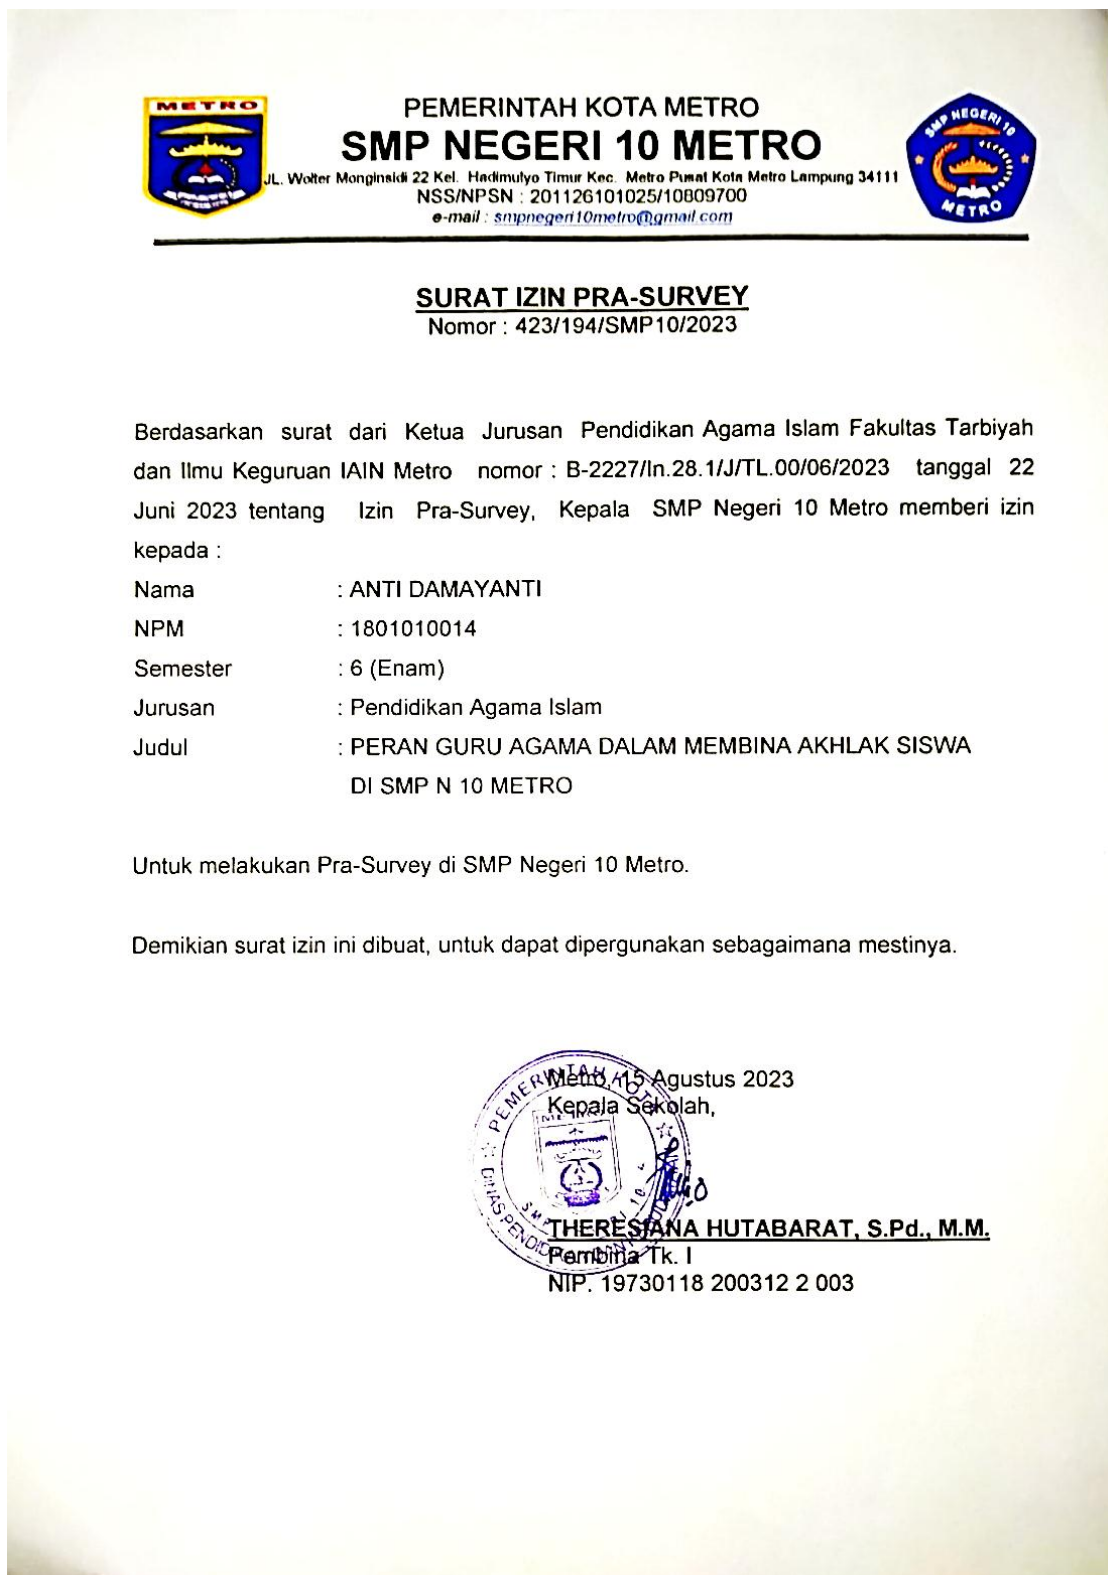 METRO
PEMERINTAH KOTA METRO
SMP NEGERI 10 METRO
JL. Wolter Monginsidi 22 Kel. Hadimulyo Timur Kec. Metro Pusat Kota Metro Lampung 34111
NSS/NPSN : 201126101025/10809700
e-mail : smpnegeri10metro@gmail.com
SMP NEGERI 10
METRO
SURAT IZIN PRA-SURVEY
Nomor : 423/194/SMP10/2023
Berdasarkan surat dari Ketua Jurusan Pendidikan Agama Islam Fakultas Tarbiyah
dan Ilmu Keguruan IAIN Metro nomor : B-2227/In.28.1/J/TL.00/06/2023 tanggal 22
Juni 2023 tentang Izin Pra-Survey, Kepala SMP Negeri 10 Metro memberi izin
kepada :
Nama : ANTI DAMAYANTI
NPM : 1801010014
Semester : 6 (Enam)
Jurusan : Pendidikan Agama Islam
Judul : PERAN GURU AGAMA DALAM MEMBINA AKHLAK SISWA
DI SMP N 10 METRO
Untuk melakukan Pra-Survey di SMP Negeri 10 Metro.
Demikian surat izin ini dibuat, untuk dapat dipergunakan sebagaimana mestinya.
Metro, 15 Agustus 2023
Kepala Sekolah,
PEMERINTAH KOTA
THERESIANA HUTABARAT, S.Pd., M.M.
Pembina Tk. I
NIP. 19730118 200312 2 003